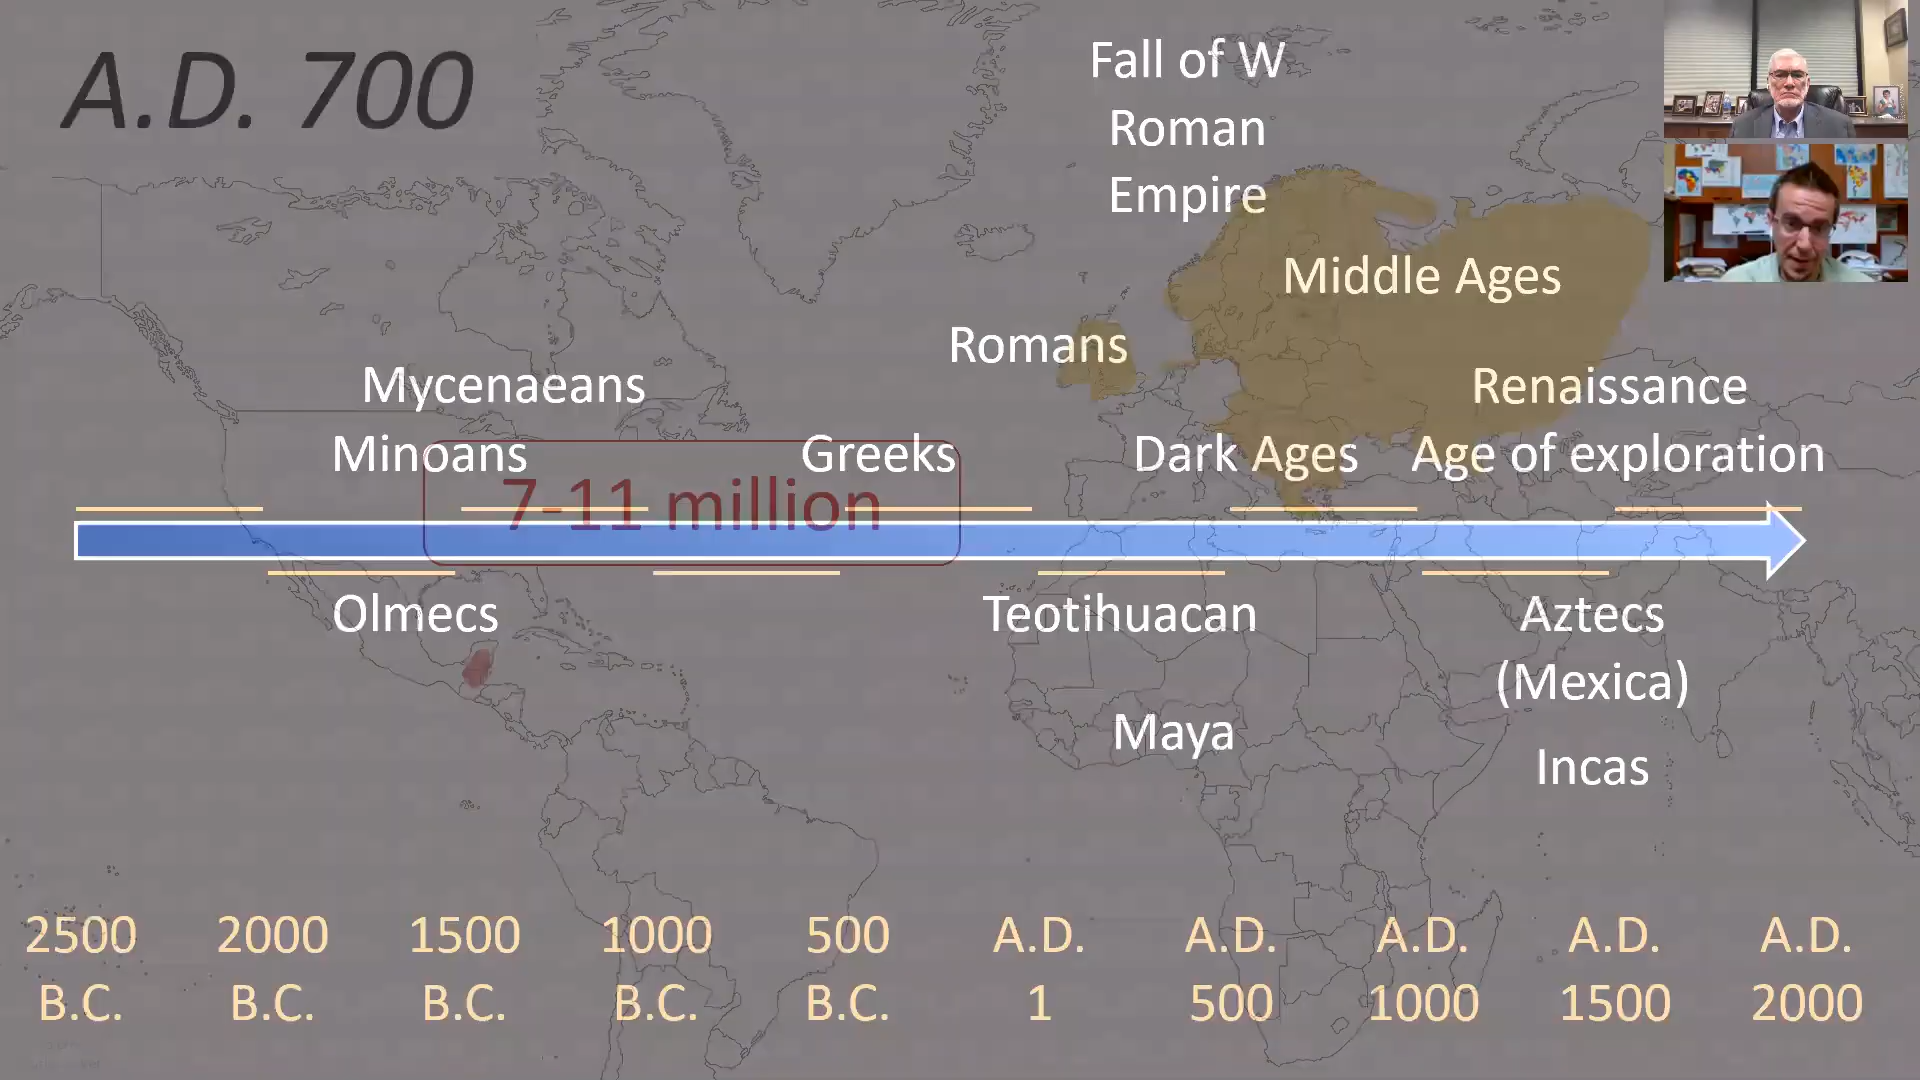 A.D. 700
Fall of W
Roman
Empire
Middle Ages
Romans
Mycenaeans
Renaissance
Minoans
Greeks
Dark Ages
Age of exploration
7-11 million
Olmecs
Teotihuacan
Aztecs
(Mexica)
Maya
Incas
2500
B.C.
2000
B.C.
1500
B.C.
1000
B.C.
500
B.C.
A.D.
1
A.D.
500
A.D.
1000
A.D.
1500
A.D.
2000